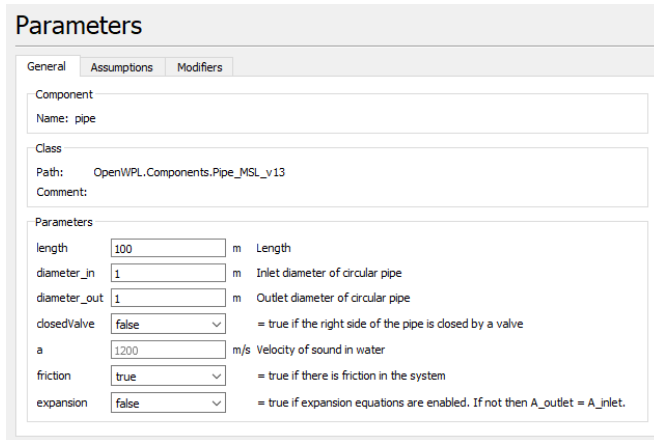 Parameters
General Assumptions Modifiers
Component
Name: pipe
Class
Path: OpenWPL.Components.Pipe_MSL_v13
Comment:
Parameters
length 100 m Length
diameter_in 1 m Inlet diameter of circular pipe
diameter_out 1 m Outlet diameter of circular pipe
closedValve false = true if the right side of the pipe is closed by a valve
a 1200 m/s Velocity of sound in water
friction true = true if there is friction in the system
expansion false = true if expansion equations are enabled. If not then A_outlet = A_inlet.